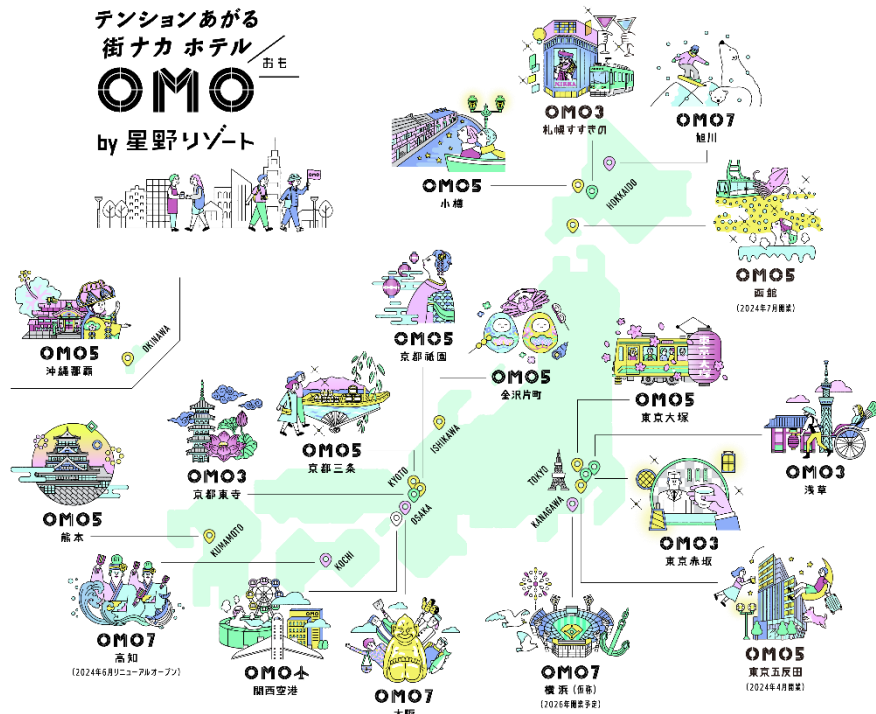 テンションあがる
街ナカ ホテル
OMO
おも
by 星野リゾート
OMO
NIKKA
OMO3
札幌すすきの
OMO7
旭川
OMO5
小樽
HOKKAIDO
OMO5
函館
(2024年7月開業)
OMO5
沖縄那覇
OKINAWA
OMO5
京都祇園
OMO5
金沢片町
OMO5
東京大塚
OMO3
浅草
OMO3
京都東寺
OMO5
京都三条
ISHIKAWA
KYOTO
OSAKA
TOKYO
KANAGAWA
OMO3
東京赤坂
OMO5
熊本
KUMAMOTO
KOCHI
OMO7
高知
(2024年6月リニューアルオープン)
OMO
関西空港
OMO7
大阪
OMO7
横浜 (仮称)
(2026年開業予定)
OMO5
東京五反田
(2024年4月開業)